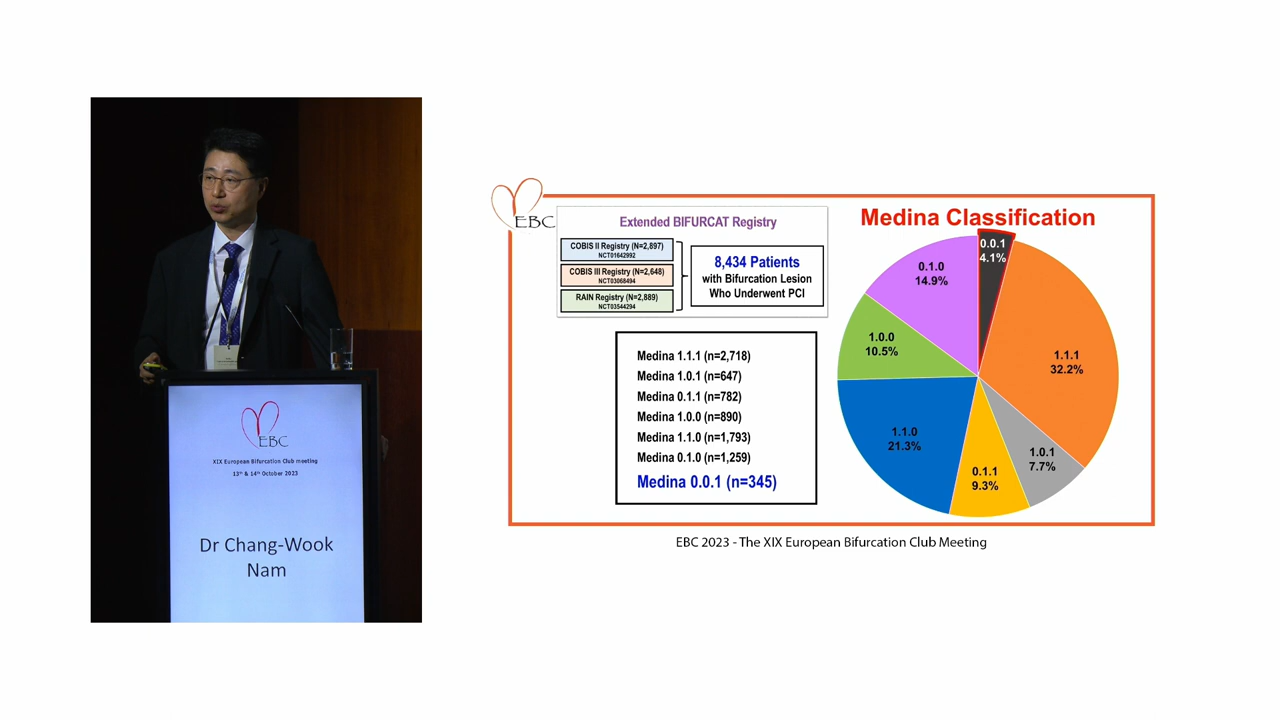 EBC
XIX European Bifurcation Club meeting
13th & 14th October 2023
Dr Chang-Wook
Nam
EBC
Extended BIFURCAT Registry
COBIS II Registry (N=2,897)
NCT01642992
COBIS III Registry (N=2,648)
NCT03068494
RAIN Registry (N=2,889)
NCT03544294
8,434 Patients
with Bifurcation Lesion
Who Underwent PCI
Medina 1.1.1 (n=2,718)
Medina 1.0.1 (n=647)
Medina 0.1.1 (n=782)
Medina 1.0.0 (n=890)
Medina 1.1.0 (n=1,793)
Medina 0.1.0 (n=1,259)
Medina 0.0.1 (n=345)
Medina Classification
0.0.1
4.1%
0.1.0
14.9%
1.0.0
10.5%
1.1.1
32.2%
1.1.0
21.3%
1.0.1
7.7%
0.1.1
9.3%
EBC 2023 - The XIX European Bifurcation Club Meeting